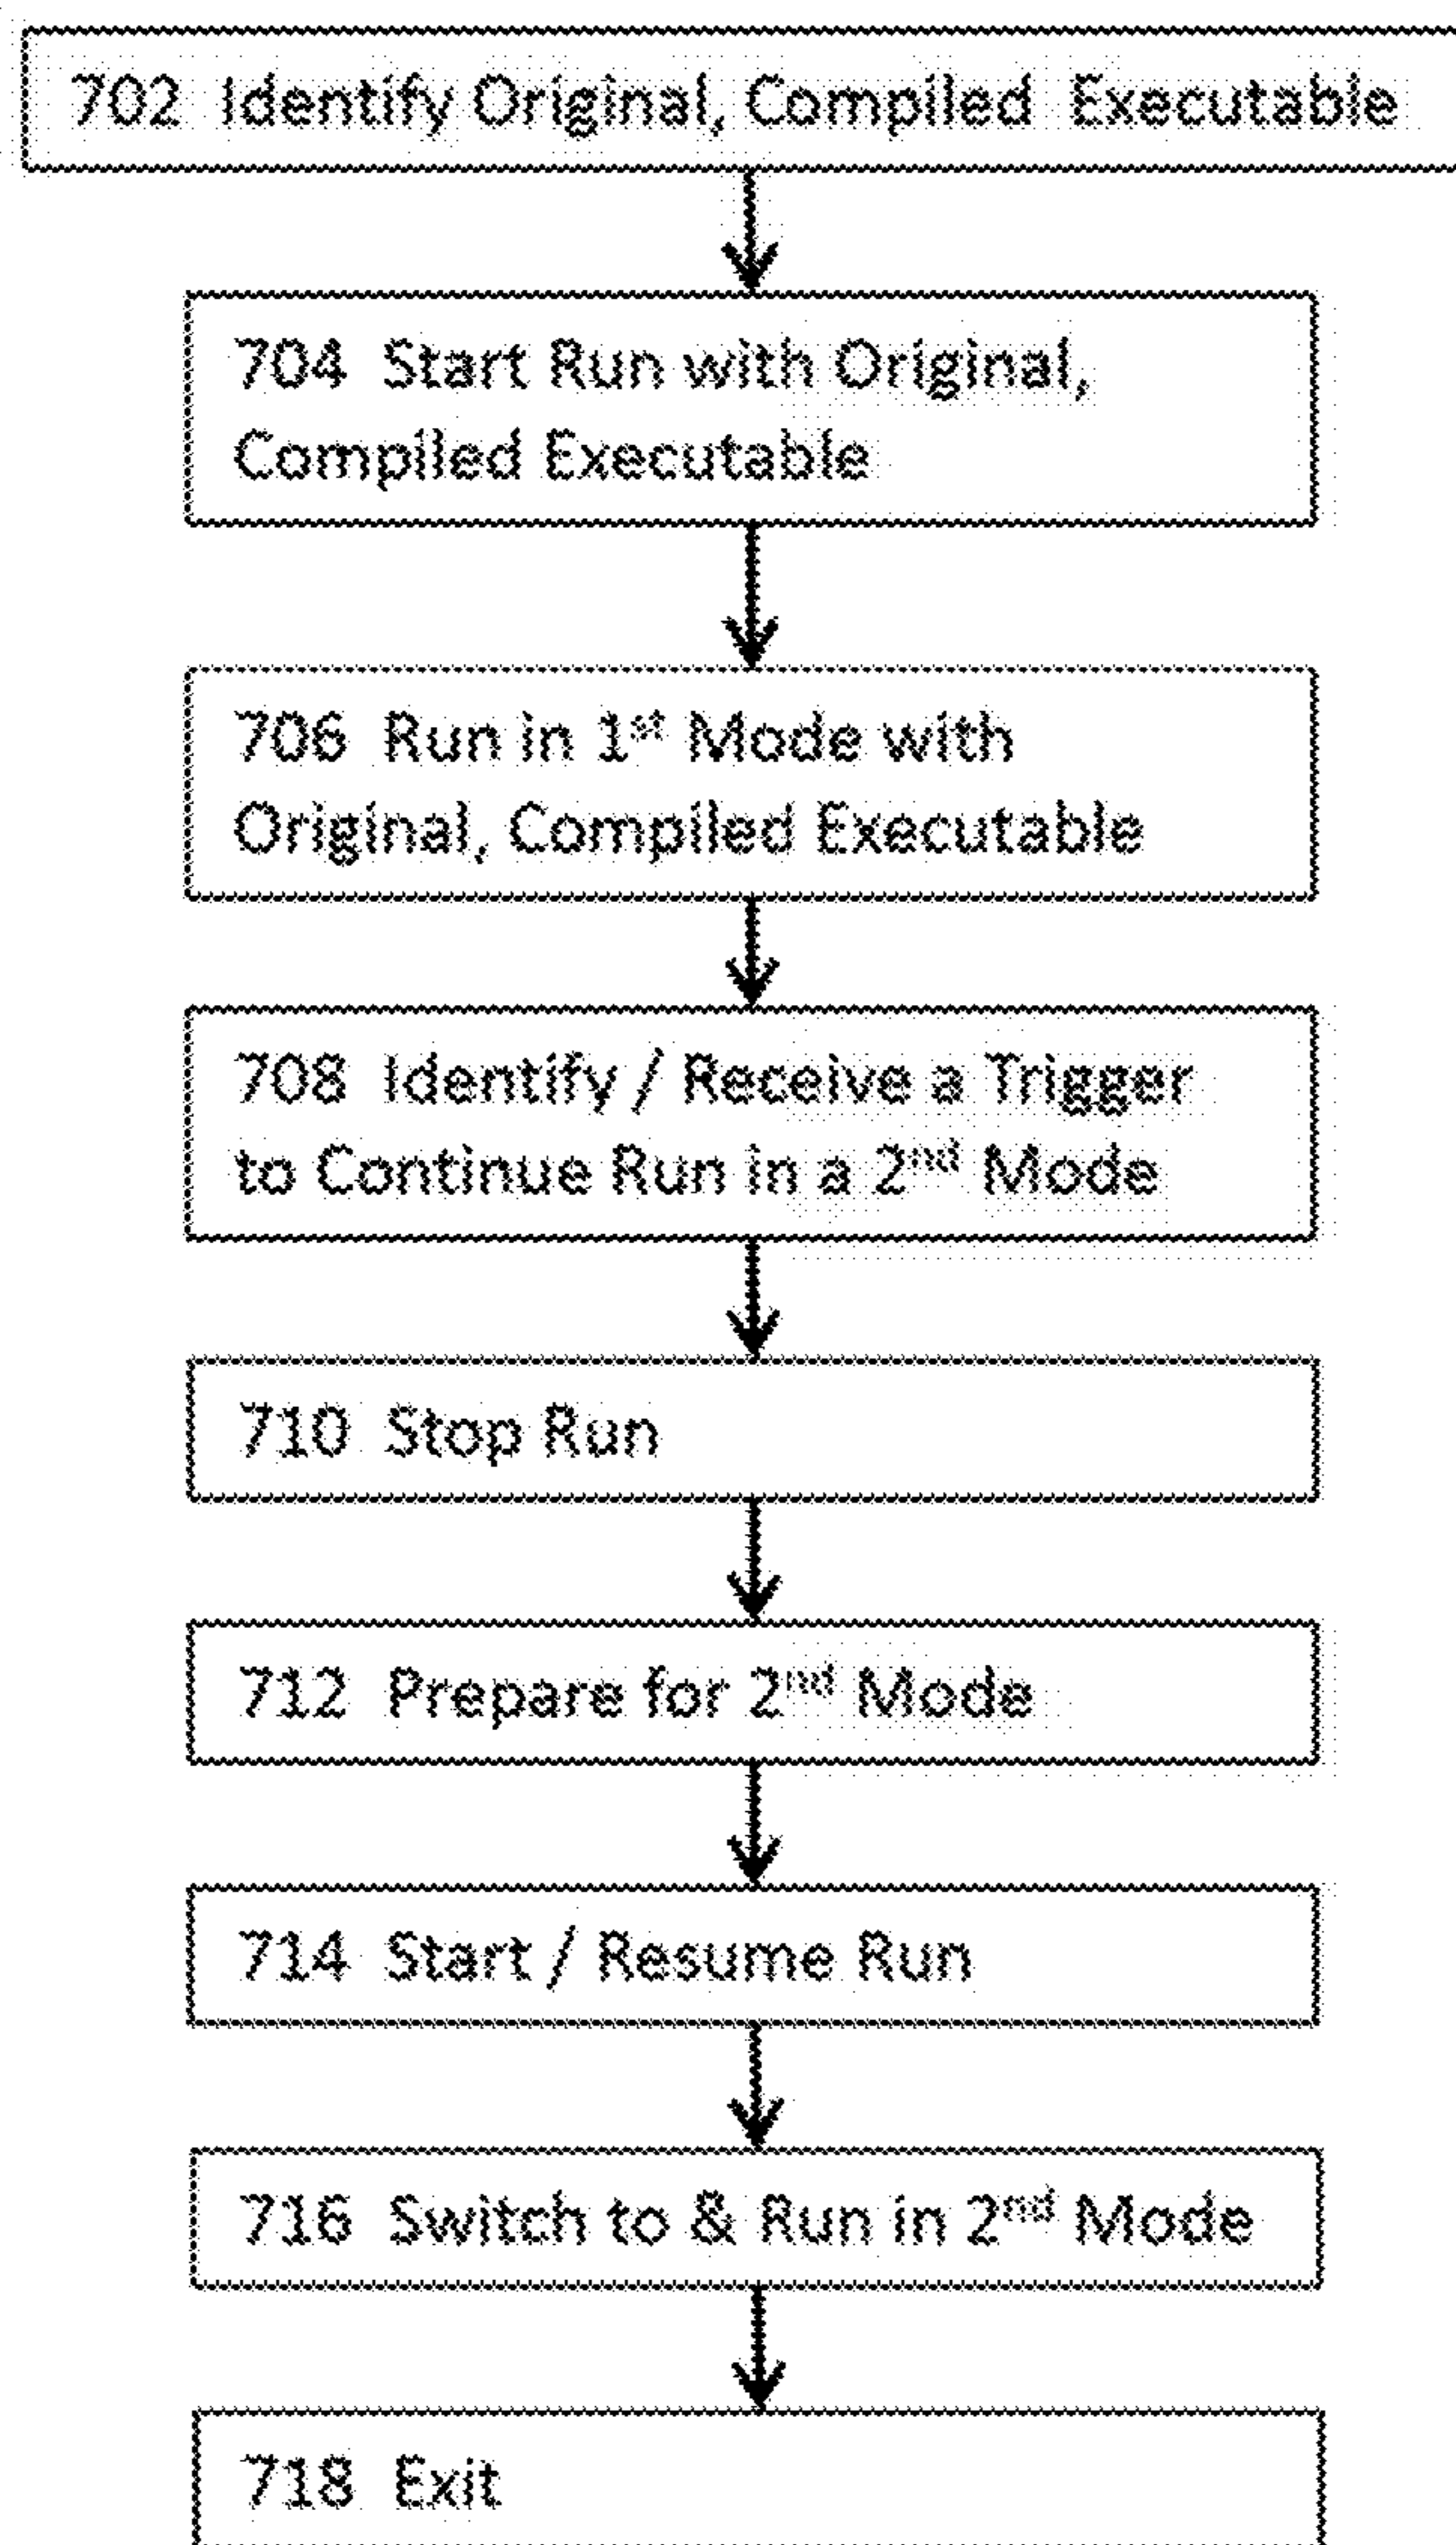 702 Identify Original, Compiled Executable
704 Start Run with Original,
Compiled Executable
706 Run in 1st Mode with
Original, Compiled Executable
708 Identify / Receive a Trigger
to Continue Run in a 2nd Mode
710 Stop Run
712 Prepare for 2nd Mode
714 Start / Resume Run
716 Switch to & Run in 2nd Mode
718 Exit